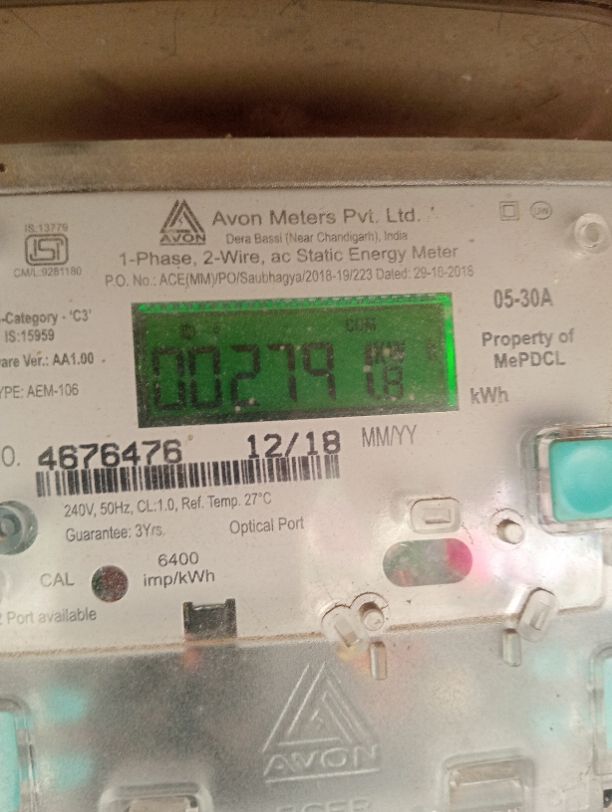 IS:13779
ISI
CM/L:9281180
AVON
Avon Meters Pvt. Ltd.
Dera Bassi (Near Chandigarh), India
1-Phase, 2-Wire, ac Static Energy Meter
P.O. No.: ACE(MM)/PO/Saubhagya/2018-19/223 Dated: 29-10-2018
-Category - 'C3'
IS:15959
are Ver.: AA1.00
YPE: AEM-106
CUM
00279
1.8
kWh
05-30A
Property of
MePDCL
O. 4676476 12/18 MM/YY
240V, 50Hz, CL:1.0, Ref. Temp. 27°C
Guarantee: 3Yrs. Optical Port
CAL
6400
imp/kWh
Port available
AVON